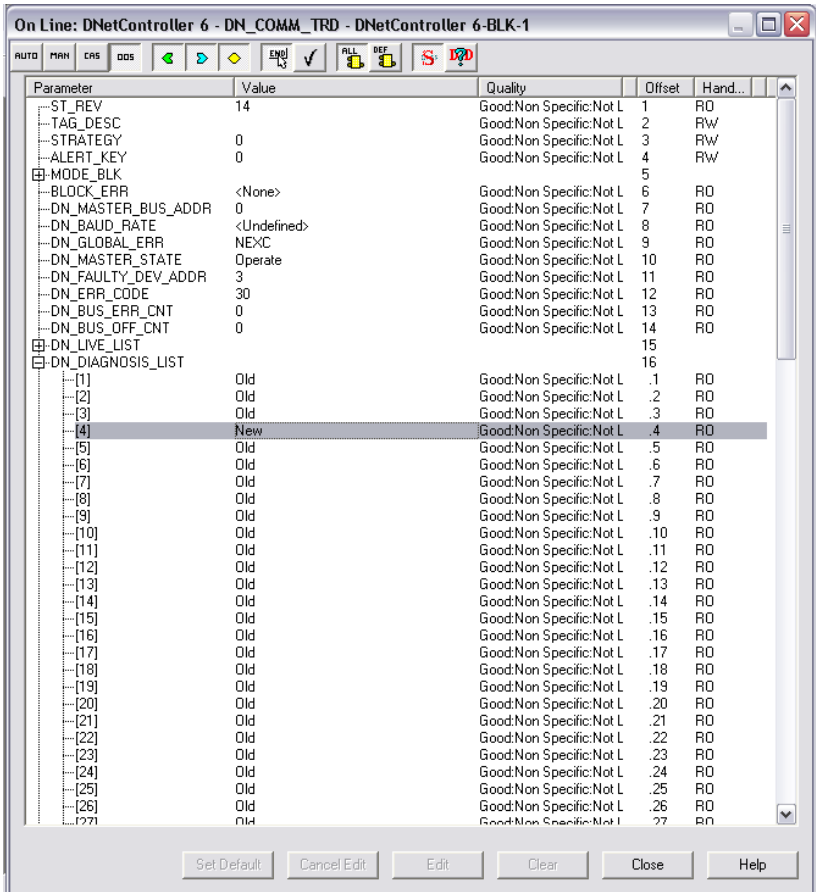 On Line: DNetController 6 - DN_COMM_TRD - DNetController 6-BLK-1
AUTO MAN CAS OOS END ALL DEF S D?D
Parameter Value Quality Offset Hand...
ST_REV 14 Good:Non Specific:Not L 1 RO
TAG_DESC Good:Non Specific:Not L 2 RW
STRATEGY 0 Good:Non Specific:Not L 3 RW
ALERT_KEY 0 Good:Non Specific:Not L 4 RW
MODE_BLK 5
BLOCK_ERR <None> Good:Non Specific:Not L 6 RO
DN_MASTER_BUS_ADDR 0 Good:Non Specific:Not L 7 RO
DN_BAUD_RATE <Undefined> Good:Non Specific:Not L 8 RO
DN_GLOBAL_ERR NEXC Good:Non Specific:Not L 9 RO
DN_MASTER_STATE Operate Good:Non Specific:Not L 10 RO
DN_FAULTY_DEV_ADDR 3 Good:Non Specific:Not L 11 RO
DN_ERR_CODE 30 Good:Non Specific:Not L 12 RO
DN_BUS_ERR_CNT 0 Good:Non Specific:Not L 13 RO
DN_BUS_OFF_CNT 0 Good:Non Specific:Not L 14 RO
DN_LIVE_LIST 15
DN_DIAGNOSIS_LIST 16
[1] Old Good:Non Specific:Not L .1 RO
[2] Old Good:Non Specific:Not L .2 RO
[3] Old Good:Non Specific:Not L .3 RO
[4] New Good:Non Specific:Not L .4 RO
[5] Old Good:Non Specific:Not L .5 RO
[6] Old Good:Non Specific:Not L .6 RO
[7] Old Good:Non Specific:Not L .7 RO
[8] Old Good:Non Specific:Not L .8 RO
[9] Old Good:Non Specific:Not L .9 RO
[10] Old Good:Non Specific:Not L .10 RO
[11] Old Good:Non Specific:Not L .11 RO
[12] Old Good:Non Specific:Not L .12 RO
[13] Old Good:Non Specific:Not L .13 RO
[14] Old Good:Non Specific:Not L .14 RO
[15] Old Good:Non Specific:Not L .15 RO
[16] Old Good:Non Specific:Not L .16 RO
[17] Old Good:Non Specific:Not L .17 RO
[18] Old Good:Non Specific:Not L .18 RO
[19] Old Good:Non Specific:Not L .19 RO
[20] Old Good:Non Specific:Not L .20 RO
[21] Old Good:Non Specific:Not L .21 RO
[22] Old Good:Non Specific:Not L .22 RO
[23] Old Good:Non Specific:Not L .23 RO
[24] Old Good:Non Specific:Not L .24 RO
[25] Old Good:Non Specific:Not L .25 RO
[26] Old Good:Non Specific:Not L .26 RO
[27] Old Good:Non Specific:Not L .27 RO
Set Default Cancel Edit Edit Clear Close Help